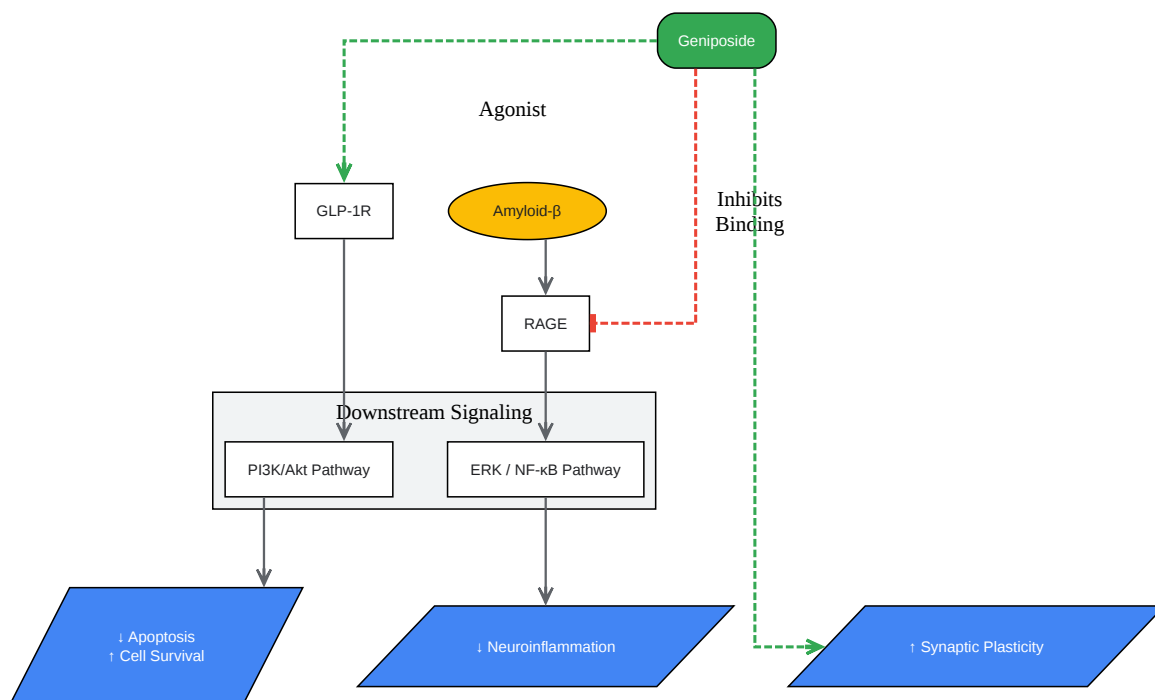 Geniposide
Agonist
Inhibits
Binding
GLP-1R
Amyloid-β
RAGE
Downstream Signaling
PI3K/Akt Pathway
ERK / NF-κB Pathway
↓ Apoptosis
↑ Cell Survival
↓ Neuroinflammation
↑ Synaptic Plasticity